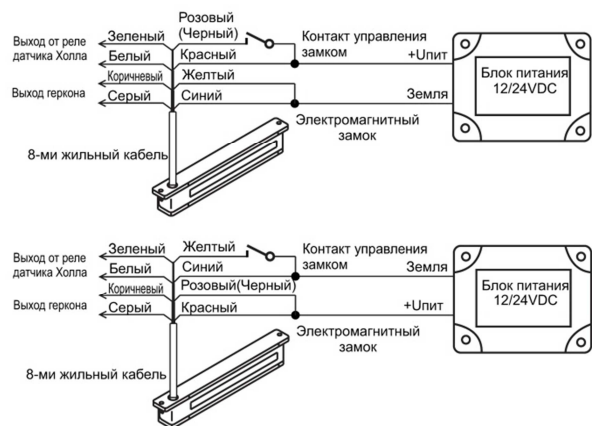 Розовый
(Черный)
Зеленый
Контакт управления
замком
Выход от реле
датчика Холла
Белый
Красный
+Uпит
Блок питания
12/24VDC
Коричневый
Желтый
Выход геркона
Серый
Синий
Земля
Электромагнитный
замок
8-ми жильный кабель
Зеленый
Желтый
Контакт управления
замком
Выход от реле
датчика Холла
Белый
Синий
Земля
Блок питания
12/24VDC
Коричневый
Розовый(Черный)
Выход геркона
Серый
Красный
+Uпит
Электромагнитный
замок
8-ми жильный кабель